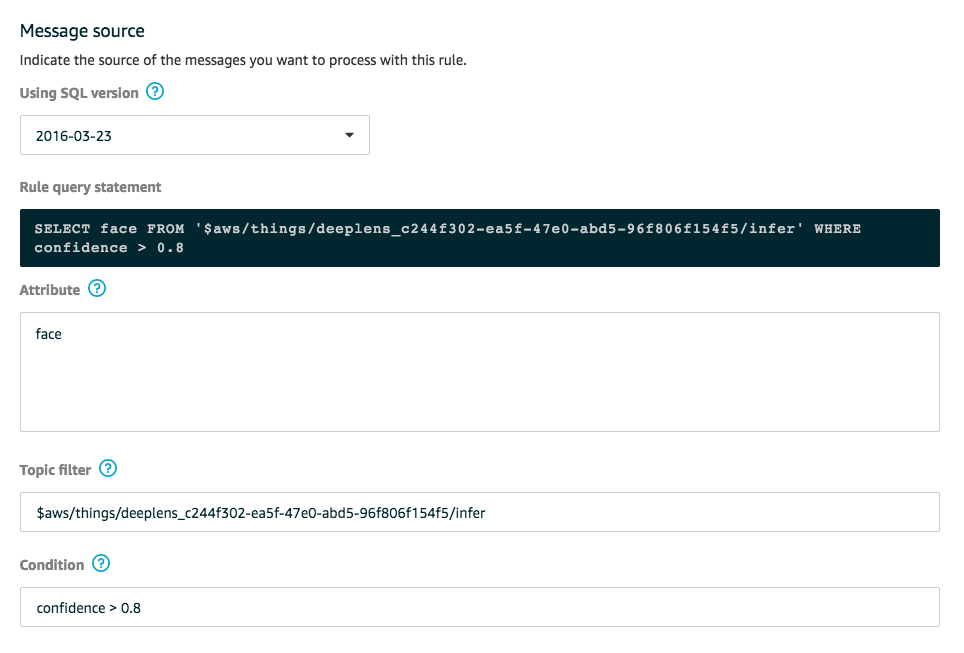 Message source
Indicate the source of the messages you want to process with this rule.
Using SQL version ?
2016-03-23
Rule query statement
SELECT face FROM '$aws/things/deeplens_c244f302-ea5f-47e0-abd5-96f806f154f5/infer' WHERE
confidence > 0.8
Attribute ?
face
Topic filter ?
$aws/things/deeplens_c244f302-ea5f-47e0-abd5-96f806f154f5/infer
Condition ?
confidence > 0.8